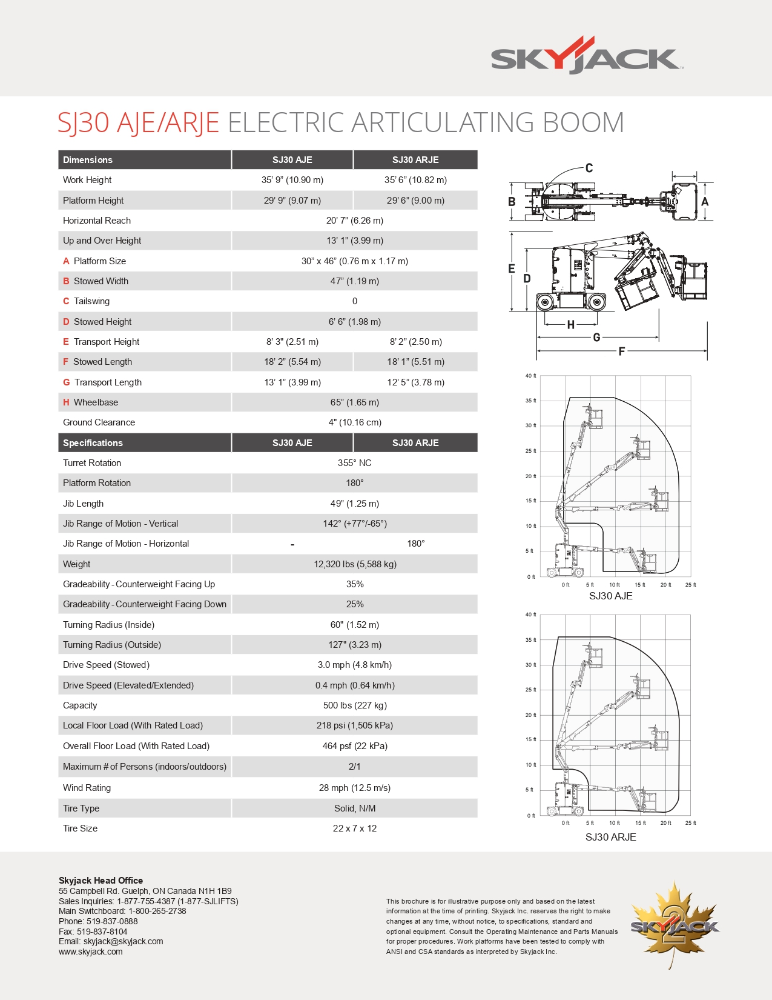 SKYJACK™
SJ30 AJE/ARJE ELECTRIC ARTICULATING BOOM
Dimensions SJ30 AJE SJ30 ARJE
Work Height 35’ 9” (10.90 m) 35’ 6” (10.82 m)
Platform Height 29’ 9” (9.07 m) 29’ 6” (9.00 m)
Horizontal Reach 20’ 7” (6.26 m)
Up and Over Height 13’ 1” (3.99 m)
A Platform Size 30” x 46” (0.76 m x 1.17 m)
B Stowed Width 47” (1.19 m)
C Tailswing 0
D Stowed Height 6’ 6” (1.98 m)
E Transport Height 8’ 3" (2.51 m) 8’ 2” (2.50 m)
F Stowed Length 18’ 2” (5.54 m) 18’ 1” (5.51 m)
G Transport Length 13’ 1” (3.99 m) 12’ 5” (3.78 m)
H Wheelbase 65” (1.65 m)
Ground Clearance 4" (10.16 cm)
Specifications SJ30 AJE SJ30 ARJE
Turret Rotation 355° NC
Platform Rotation 180°
Jib Length 49” (1.25 m)
Jib Range of Motion - Vertical 142° (+77°/-65°)
Jib Range of Motion - Horizontal - 180°
Weight 12,320 lbs (5,588 kg)
Gradeability - Counterweight Facing Up 35%
Gradeability - Counterweight Facing Down 25%
Turning Radius (Inside) 60" (1.52 m)
Turning Radius (Outside) 127" (3.23 m)
Drive Speed (Stowed) 3.0 mph (4.8 km/h)
Drive Speed (Elevated/Extended) 0.4 mph (0.64 km/h)
Capacity 500 lbs (227 kg)
Local Floor Load (With Rated Load) 218 psi (1,505 kPa)
Overall Floor Load (With Rated Load) 464 psf (22 kPa)
Maximum # of Persons (indoors/outdoors) 2/1
Wind Rating 28 mph (12.5 m/s)
Tire Type Solid, N/M
Tire Size 22 x 7 x 12
C
B A
E
D
H
G
F
40 ft
35 ft
30 ft
25 ft
20 ft
15 ft
10 ft
5 ft
0 ft
0 ft 5 ft 10 ft 15 ft 20 ft 25 ft
SJ30 AJE
40 ft
35 ft
30 ft
25 ft
20 ft
15 ft
10 ft
5 ft
0 ft
0 ft 5 ft 10 ft 15 ft 20 ft 25 ft
SJ30 ARJE
Skyjack Head Office
55 Campbell Rd. Guelph, ON Canada N1H 1B9
Sales Inquiries: 1-877-755-4387 (1-877-SJLIFTS)
Main Switchboard: 1-800-265-2738
Phone: 519-837-0888
Fax: 519-837-8104
Email: skyjack@skyjack.com
www.skyjack.com
This brochure is for illustrative purpose only and based on the latest
information at the time of printing. Skyjack Inc. reserves the right to make
changes at any time, without notice, to specifications, standard and
optional equipment. Consult the Operating Maintenance and Parts Manuals
for proper procedures. Work platforms have been tested to comply with
ANSI and CSA standards as interpreted by Skyjack Inc.
2
SKYJACK